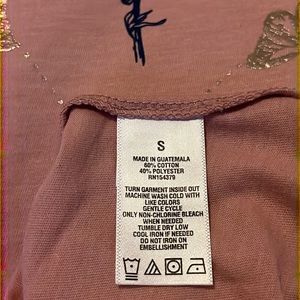 S
MADE IN GUATEMALA
60% COTTON
40% POLYESTER
RN154379
TURN GARMENT INSIDE OUT
MACHINE WASH COLD WITH
LIKE COLORS
GENTLE CYCLE
ONLY NON-CHLORINE BLEACH
WHEN NEEDED
TUMBLE DRY LOW
COOL IRON IF NEEDED
DO NOT IRON ON
EMBELLISHMENT